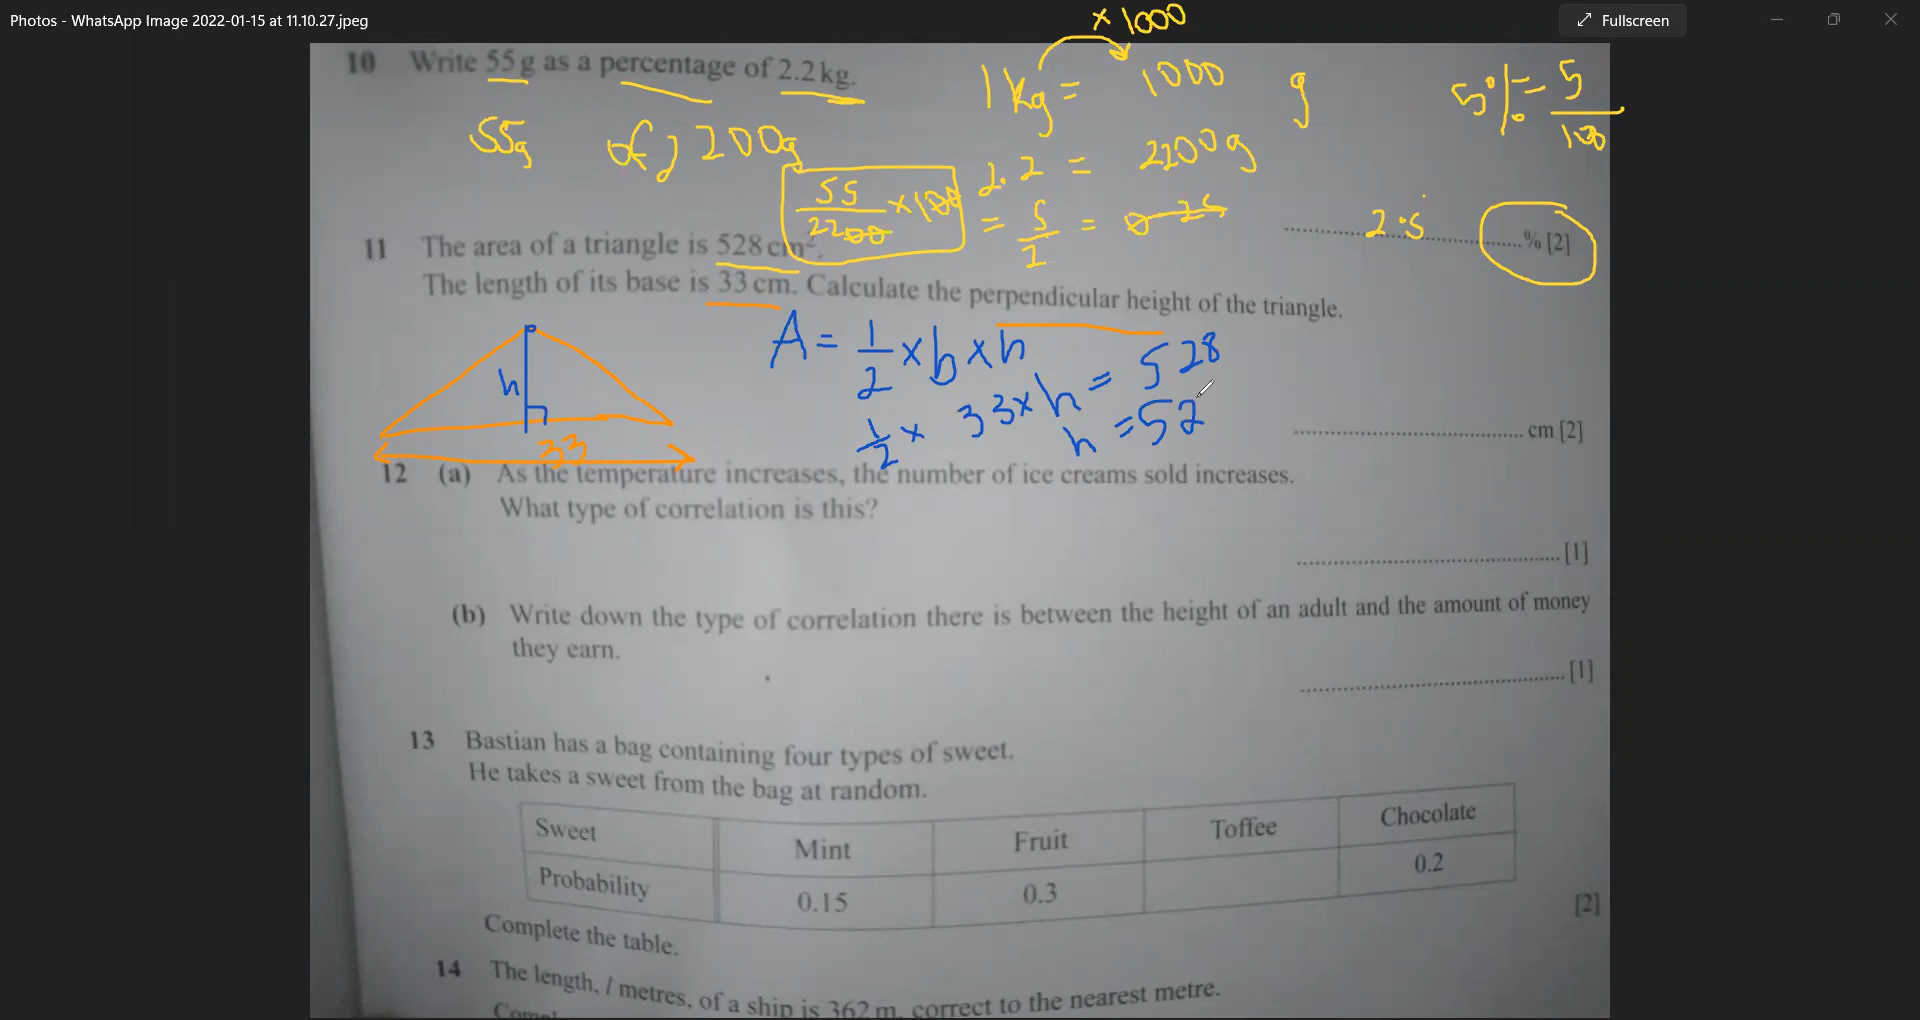 Photos - WhatsApp Image 2022-01-15 at 11.10.27.jpeg
Fullscreen
× 1000
10 Write 55 g as a percentage of 2.2 kg.
1 kg = 1000 g
5% = 5/100
55g of 2200g
2.2 = 2200g
55/2200 × 100 = 5/2 = 0.25
2.5 % [2]
11 The area of a triangle is 528 cm².
The length of its base is 33 cm. Calculate the perpendicular height of the triangle.
A = 1/2 × b × h
1/2 × 33 × h = 528
h = 52
h
33
cm [2]
12 (a) As the temperature increases, the number of ice creams sold increases.
What type of correlation is this?
[1]
(b) Write down the type of correlation there is between the height of an adult and the amount of money
they earn.
[1]
13 Bastian has a bag containing four types of sweet.
He takes a sweet from the bag at random.
Sweet Mint Fruit Toffee Chocolate
Probability 0.15 0.3 0.2
[2]
Complete the table.
14 The length, l metres, of a ship is 362 m, correct to the nearest metre.